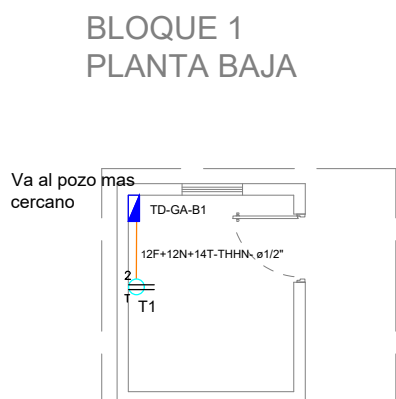 BLOQUE 1
PLANTA BAJA
Va al pozo mas
cercano
TD-GA-B1
12F+12N+14T-THHN- ø1/2"
2
T
T1